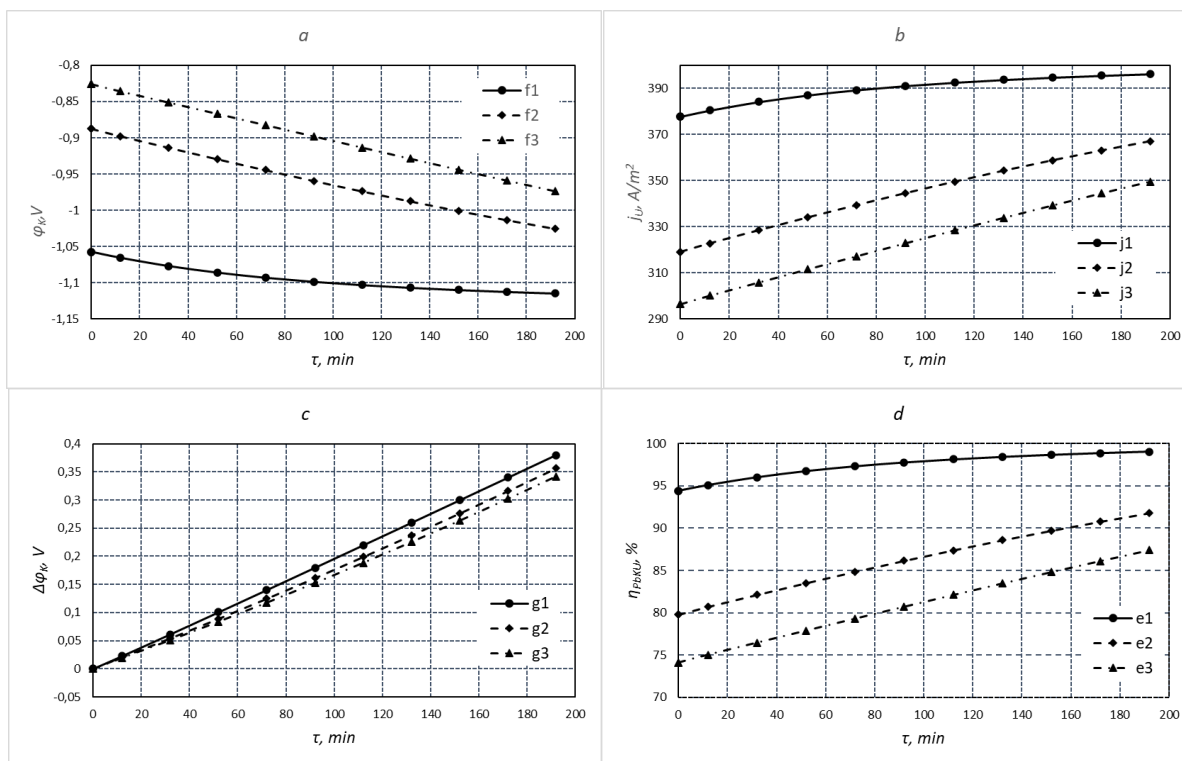 a
-0,8
-0,85
-0,9
-0,95
-1
-1,05
-1,1
-1,15
φK,V
f1
f2
f3
0 20 40 60 80 100 120 140 160 180 200
τ, min
b
390
370
350
330
310
290
jU, A/m²
j1
j2
j3
0 20 40 60 80 100 120 140 160 180 200
τ, min
c
0,4
0,35
0,3
0,25
0,2
0,15
0,1
0,05
0
-0,05
ΔφK, V
g1
g2
g3
0 20 40 60 80 100 120 140 160 180 200
τ, min
d
100
95
90
85
80
75
70
ηPbKU, %
e1
e2
e3
0 20 40 60 80 100 120 140 160 180 200
τ, min